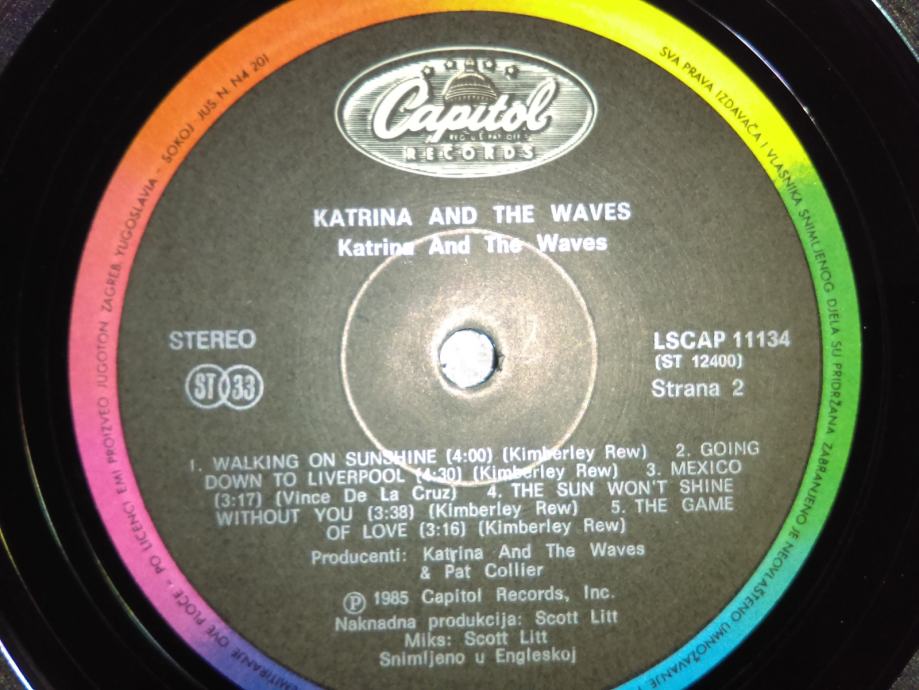 Capitol
RECORDS
KATRINA AND THE WAVES
Katrina And The Waves
STEREO
ST 33
LSCAP 11134
(ST 12400)
Strana 2
1. WALKING ON SUNSHINE (4:00) (Kimberley Rew) 2. GOING
DOWN TO LIVERPOOL (4:30) (Kimberley Rew) 3. MEXICO
(3:17) (Vince De La Cruz) 4. THE SUN WON'T SHINE
WITHOUT YOU (3:38) (Kimberley Rew) 5. THE GAME
OF LOVE (3:16) (Kimberley Rew)
Producenti: Katrina And The Waves
& Pat Collier
Ⓟ 1985 Capitol Records, Inc.
Naknadna produkcija: Scott Litt
Miks: Scott Litt
Snimljeno u Engleskoj
OVE PLOČE - PO LICENCI EMI PROIZVEO JUGOTON ZAGREB YUGOSLAVIA - SOKOJ JUS. N. N4 201
SVA PRAVA IZDAVAČA I VLASNIKA SNIMLJENOG DJELA SU PRIDRŽANA ZABRANJENO JE NEOVLAŠTENO UMNOŽAVANJE